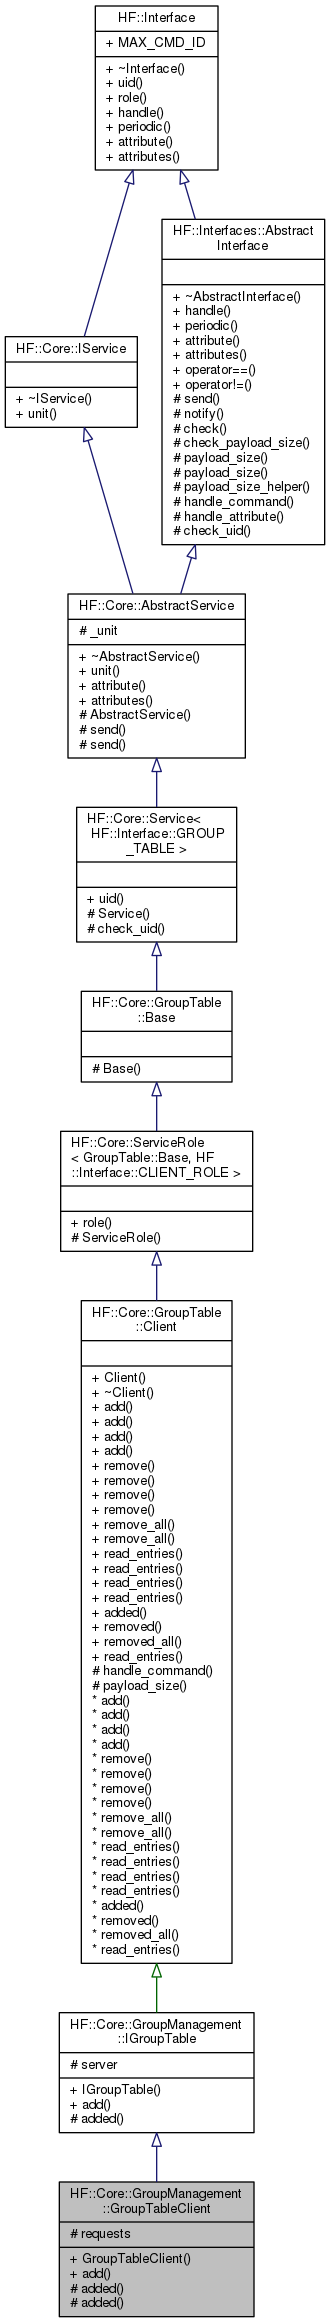 HF::Interface
+ MAX_CMD_ID
+ ~Interface()
+ uid()
+ role()
+ handle()
+ periodic()
+ attribute()
+ attributes()
HF::Interfaces::Abstract
Interface
+ ~AbstractInterface()
+ handle()
+ periodic()
+ attribute()
+ attributes()
+ operator==()
+ operator!=()
# send()
# notify()
# check()
# check_payload_size()
# payload_size()
# payload_size()
# payload_size_helper()
# handle_command()
# handle_attribute()
# check_uid()
HF::Core::IService
+ ~IService()
+ unit()
HF::Core::AbstractService
# _unit
+ ~AbstractService()
+ unit()
+ attribute()
+ attributes()
# AbstractService()
# send()
# send()
HF::Core::Service<
HF::Interface::GROUP
_TABLE >
+ uid()
# Service()
# check_uid()
HF::Core::GroupTable
::Base
# Base()
HF::Core::ServiceRole
< GroupTable::Base, HF
::Interface::CLIENT_ROLE >
+ role()
# ServiceRole()
HF::Core::GroupTable
::Client
+ Client()
+ ~Client()
+ add()
+ add()
+ add()
+ add()
+ remove()
+ remove()
+ remove()
+ remove()
+ remove_all()
+ remove_all()
+ read_entries()
+ read_entries()
+ read_entries()
+ read_entries()
+ added()
+ removed()
+ removed_all()
+ read_entries()
# handle_command()
# payload_size()
* add()
* add()
* add()
* add()
* remove()
* remove()
* remove()
* remove()
* remove_all()
* remove_all()
* read_entries()
* read_entries()
* read_entries()
* read_entries()
* added()
* removed()
* removed_all()
* read_entries()
HF::Core::GroupManagement
::IGroupTable
# server
+ IGroupTable()
+ add()
# added()
HF::Core::GroupManagement
::GroupTableClient
# requests
+ GroupTableClient()
+ add()
# added()
# added()